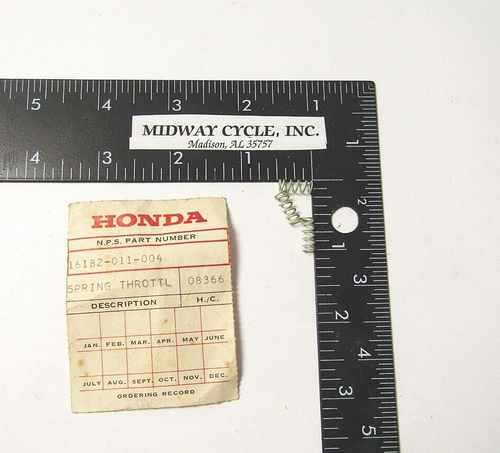 5 4 3 2 1
MIDWAY CYCLE, INC.
Madison, AL 35757
4 3 2 1
1
2
3
4
5
1
2
3
HONDA
N.P.S. PART NUMBER
16182-011-004
SPRING THROTTL 08366
DESCRIPTION H./C.
JAN. FEB. MAR. APR. MAY JUNE
JULY AUG. SEPT. OCT. NOV. DEC.
ORDERING RECORD